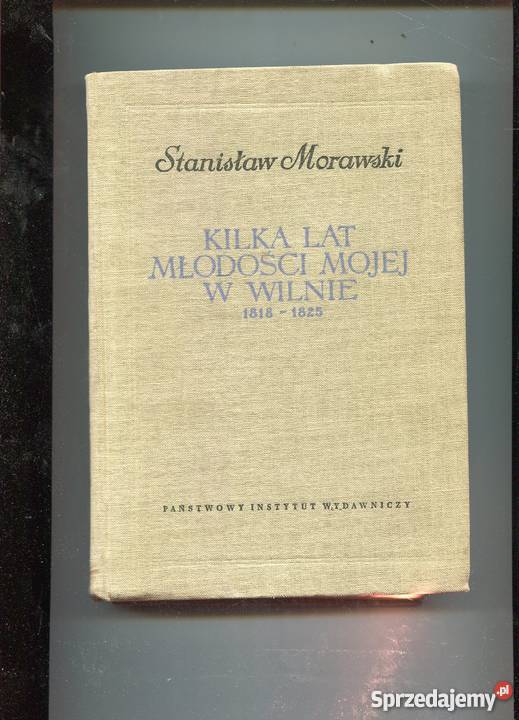 Stanisław Morawski
KILKA LAT
MŁODOŚCI MOJEJ
W WILNIE
1818 - 1825
PAŃSTWOWY INSTYTUT WYDAWNICZY
Sprzedajemy.pl